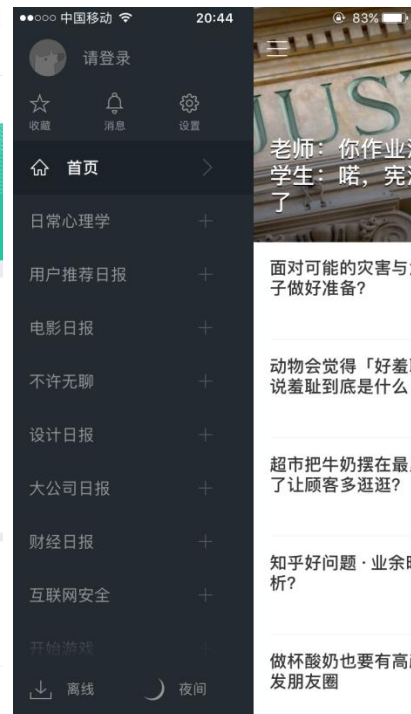 中国移动
20:44
83%
请登录
收藏
消息
设置
首页
日常心理学
用户推荐日报
电影日报
不许无聊
设计日报
大公司日报
财经日报
互联网安全
开始游戏
离线
夜间
JUS
老师：你作业
学生：喏，宪
了
面对可能的灾害与
子做好准备？
动物会觉得「好羞
说羞耻到底是什么
超市把牛奶摆在最
了让顾客多逛逛？
知乎好问题 · 业余
析？
做杯酸奶也要有高
发朋友圈